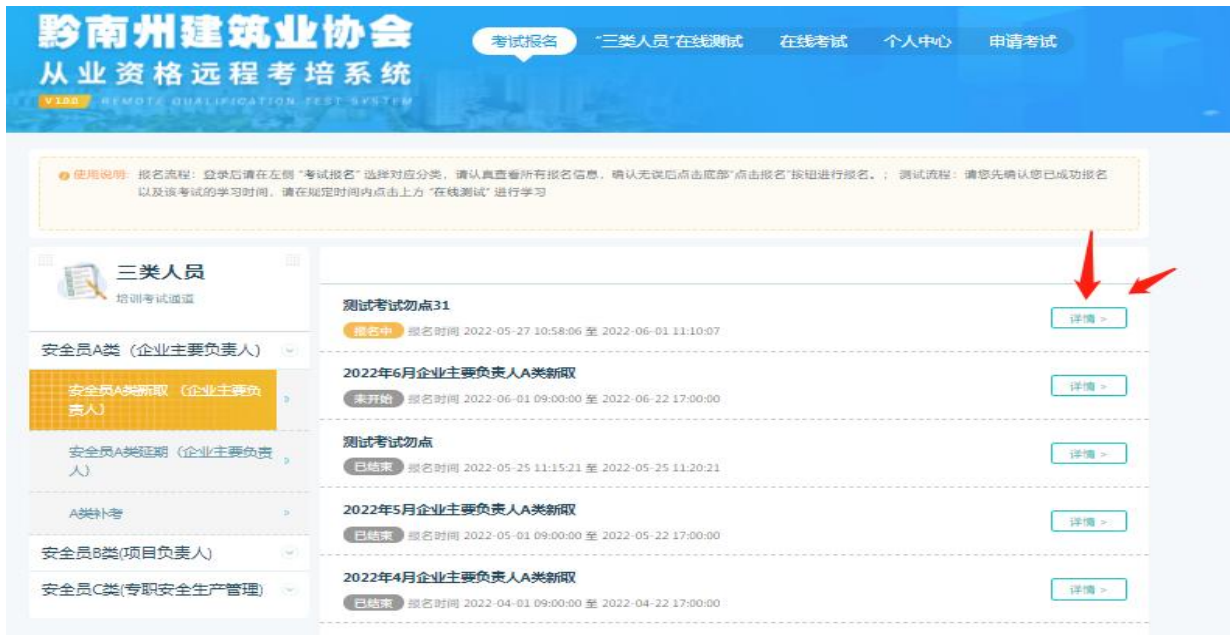 黔南州建筑业协会
从业资格远程考培系统
V1.0.0 REMOTE QUALIFICATION TEST SYSTEM
考试报名 “三类人员”在线测试 在线考试 个人中心 申请考试
使用说明: 报名流程：登录后请在左侧 “考试报名” 选择对应分类，请认真查看所有报名信息，确认无误后点击底部“点击报名”按钮进行报名。；测试流程：请您先确认您已成功报名
以及该考试的学习时间，请在规定时间内点击上方 “在线测试” 进行学习
三类人员
培训考试通道
安全员A类（企业主要负责人）
安全员A类新取 （企业主要负
责人）
安全员A类延期（企业主要负责
人）
A类补考
安全员B类(项目负责人)
安全员C类(专职安全生产管理)
测试考试勿点31
报名中 报名时间 2022-05-27 10:58:06 至 2022-06-01 11:10:07
详情 >
2022年6月企业主要负责人A类新取
未开始 报名时间 2022-06-01 09:00:00 至 2022-06-22 17:00:00
详情 >
测试考试勿点
已结束 报名时间 2022-05-25 11:15:21 至 2022-05-25 11:20:21
详情 >
2022年5月企业主要负责人A类新取
已结束 报名时间 2022-05-01 09:00:00 至 2022-05-22 17:00:00
详情 >
2022年4月企业主要负责人A类新取
已结束 报名时间 2022-04-01 09:00:00 至 2022-04-22 17:00:00
详情 >